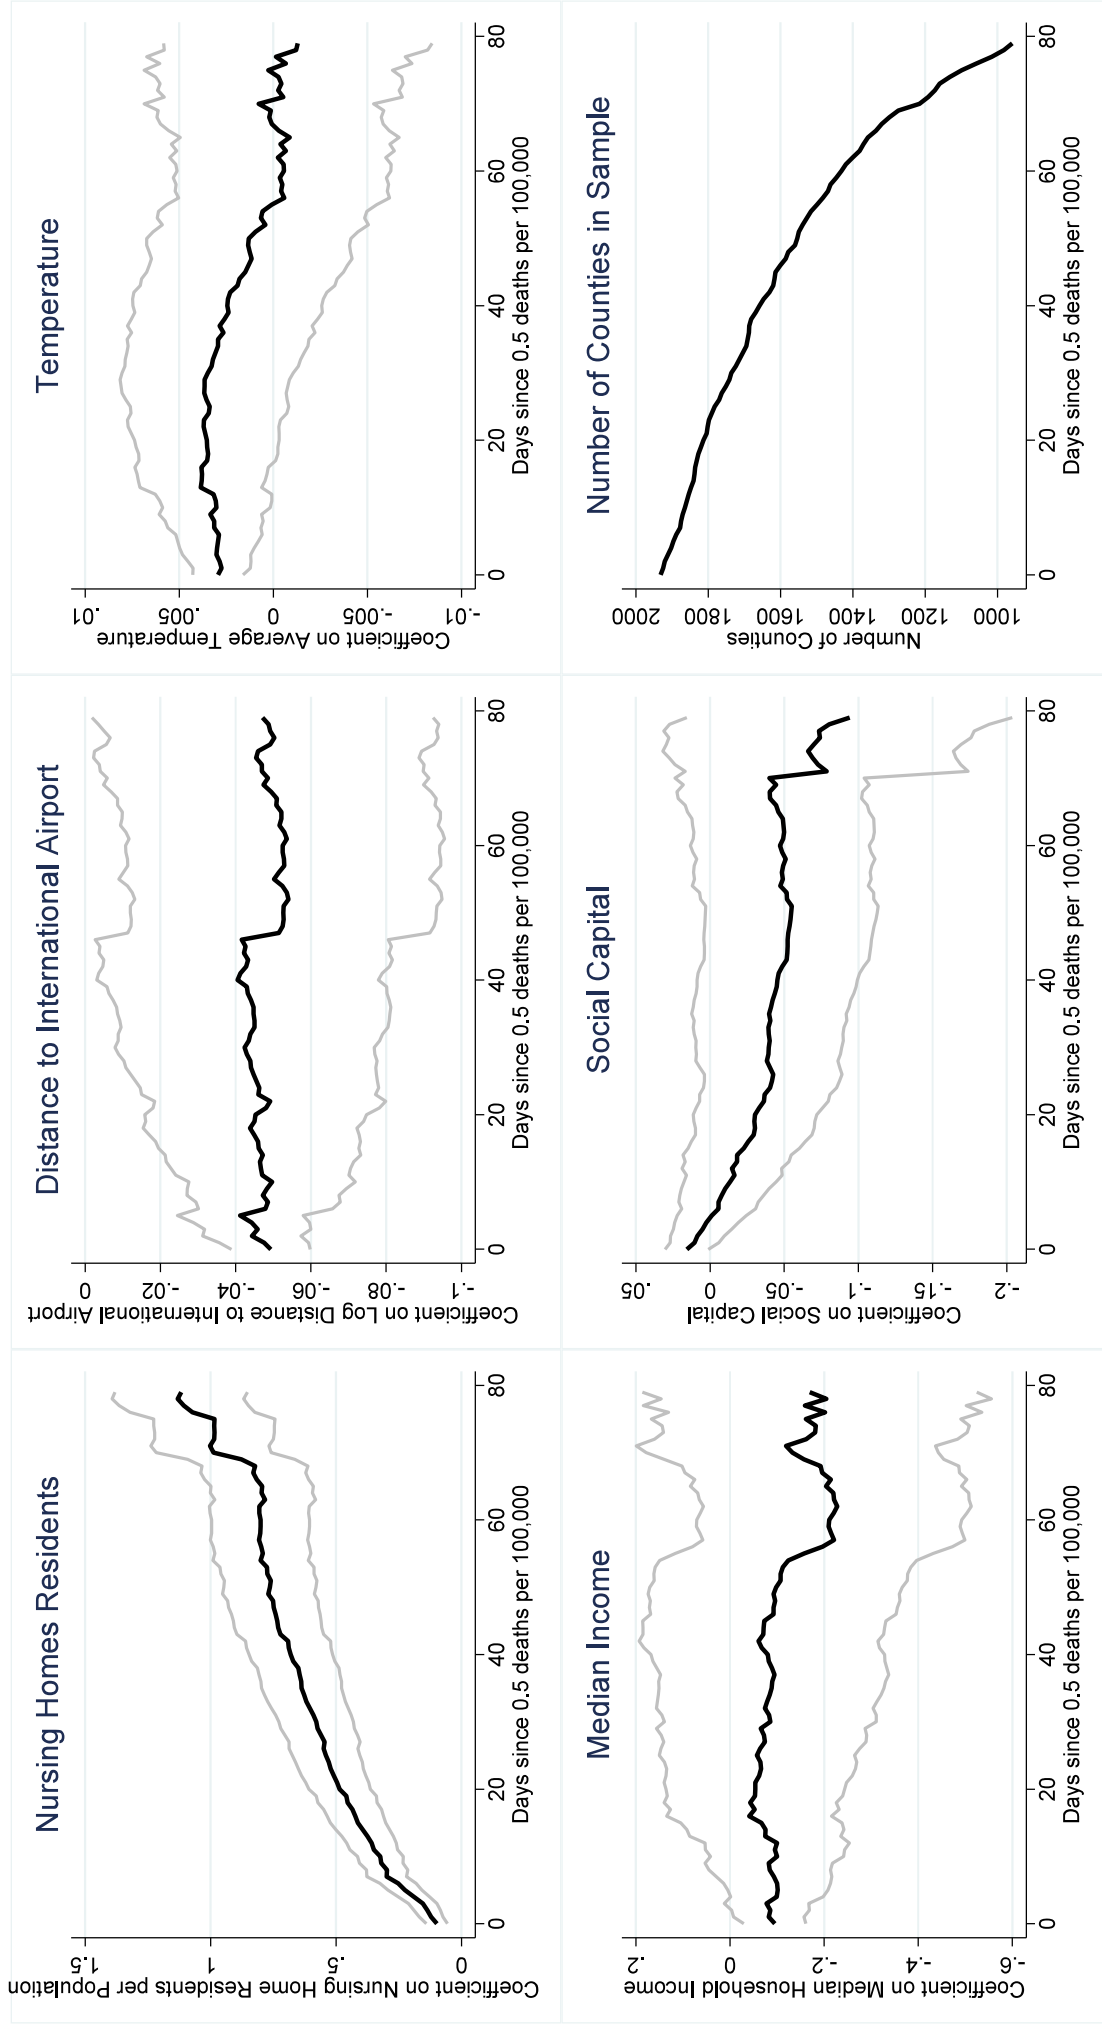 Nursing Homes Residents
Coefficient on Nursing Home Residents per Population
0 .5 1 1.5
0 20 40 60 80
Days since 0.5 deaths per 100,000
Distance to International Airport
Coefficient on Log Distance to International Airport
-.1 -.08 -.06 -.04 -.02 0
0 20 40 60 80
Days since 0.5 deaths per 100,000
Temperature
Coefficient on Average Temperature
-.01 -.005 0 .005 .01
0 20 40 60 80
Days since 0.5 deaths per 100,000
Median Income
Coefficient on Median Household Income
-.6 -.4 -.2 0 .2
0 20 40 60 80
Days since 0.5 deaths per 100,000
Social Capital
Coefficient on Social Capital
-.2 -.15 -.1 -.05 0 .05
0 20 40 60 80
Days since 0.5 deaths per 100,000
Number of Counties in Sample
Number of Counties
1000 1200 1400 1600 1800 2000
0 20 40 60 80
Days since 0.5 deaths per 100,000